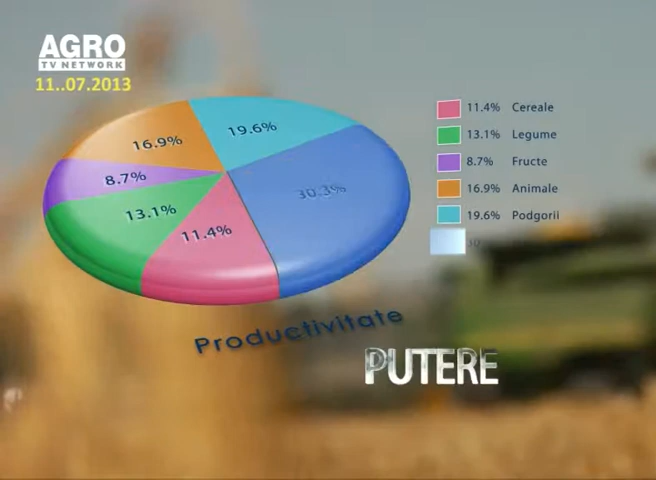 AGRO
TV NETWORK
11..07.2013
16.9%
19.6%
8.7%
30.3%
13.1%
11.4%
11.4% Cereale
13.1% Legume
8.7% Fructe
16.9% Animale
19.6% Podgorii
Productivitate
PUTERE